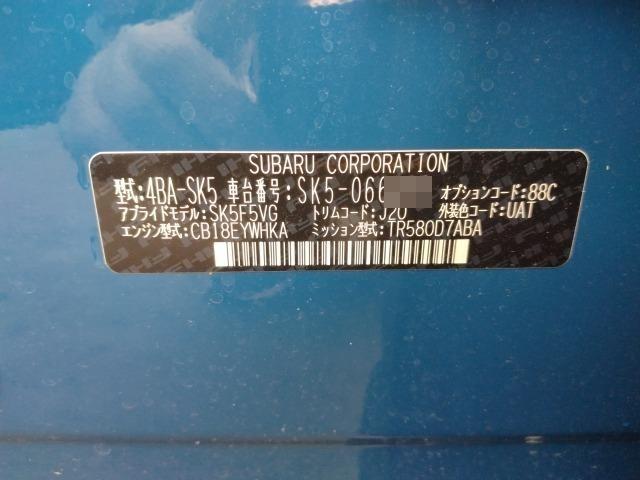 SUBARU CORPORATION
型式:4BA-SK5 車台番号:SK5-066 オプションコード:88C
アプライドモデル:SK5F5VG トリムコード:JZU 外装色コード:UAT
エンジン型式:CB18EYWHKA ミッション型式:TR580D7ABA